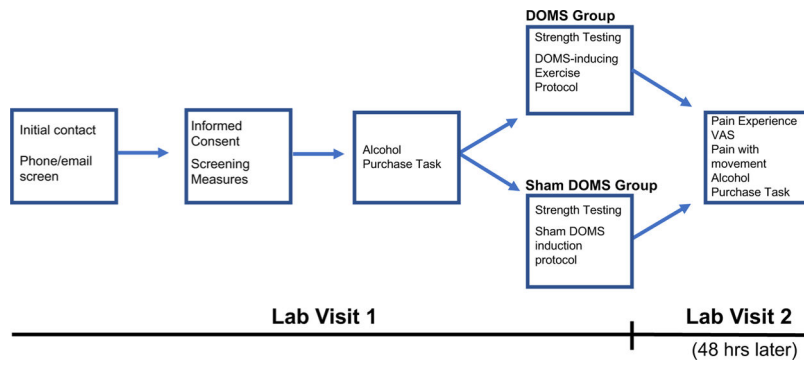 Initial contact
Phone/email
screen
Informed
Consent
Screening
Measures
Alcohol
Purchase Task
DOMS Group
Strength Testing
DOMS-inducing
Exercise
Protocol
Sham DOMS Group
Strength Testing
Sham DOMS
induction
protocol
Pain Experience
VAS
Pain with
movement
Alcohol
Purchase Task
Lab Visit 1
Lab Visit 2
(48 hrs later)